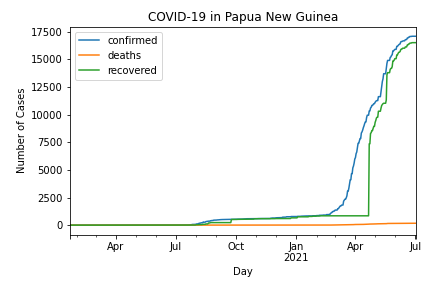 COVID-19 in Papua New Guinea
17500
15000
12500
10000
7500
5000
2500
0
Number of Cases
confirmed
deaths
recovered
Apr
Jul
Oct
Jan
2021
Apr
Jul
Day